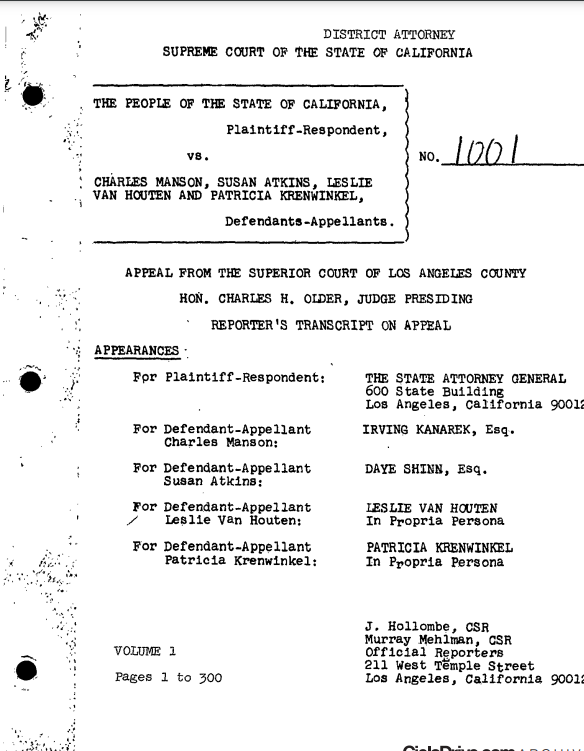 DISTRICT ATTORNEY
SUPREME COURT OF THE STATE OF CALIFORNIA
THE PEOPLE OF THE STATE OF CALIFORNIA,
Plaintiff-Respondent,
vs.
NO. 1001
CHARLES MANSON, SUSAN ATKINS, LESLIE
VAN HOUTEN AND PATRICIA KRENWINKEL,
Defendants-Appellants.
APPEAL FROM THE SUPERIOR COURT OF LOS ANGELES COUNTY
HON. CHARLES H. OLDER, JUDGE PRESIDING
REPORTER'S TRANSCRIPT ON APPEAL
APPEARANCES:
For Plaintiff-Respondent: THE STATE ATTORNEY GENERAL
600 State Building
Los Angeles, California 90012
For Defendant-Appellant IRVING KANAREK, Esq.
Charles Manson:
For Defendant-Appellant DAYE SHINN, Esq.
Susan Atkins:
For Defendant-Appellant LESLIE VAN HOUTEN
Leslie Van Houten: In Propria Persona
For Defendant-Appellant PATRICIA KRENWINKEL
Patricia Krenwinkel: In Propria Persona
J. Hollombe, CSR
Murray Mehlman, CSR
VOLUME 1 Official Reporters
211 West Temple Street
Pages 1 to 300 Los Angeles, California 90012